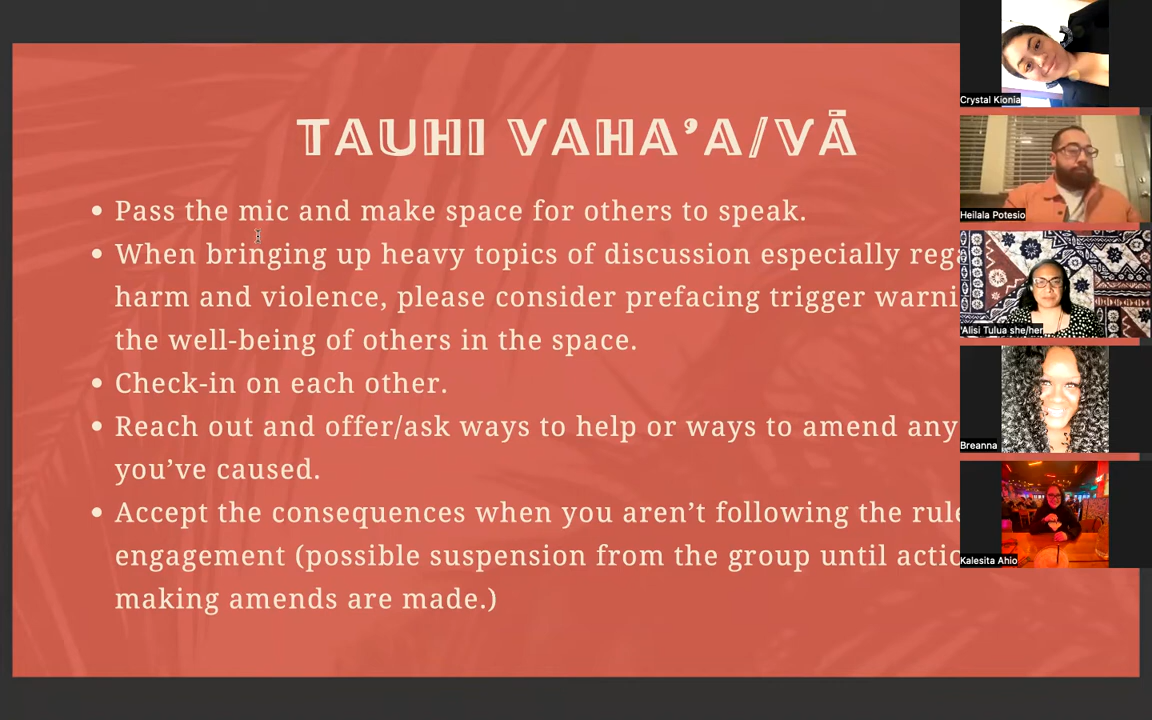 TAUHI VAHA’A/VĀ
• Pass the mic and make space for others to speak.
• When bringing up heavy topics of discussion especially
harm and violence, please consider prefacing trigger
the well-being of others in the space.
• Check-in on each other.
• Reach out and offer/ask ways to help or ways to amend any
you’ve caused.
• Accept the consequences when you aren’t following the
engagement (possible suspension from the group until
making amends are made.)
Crystal Kionia
Heilala Potesio
'Alisi Tulua she/her
Breanna
Kalesita Ahio